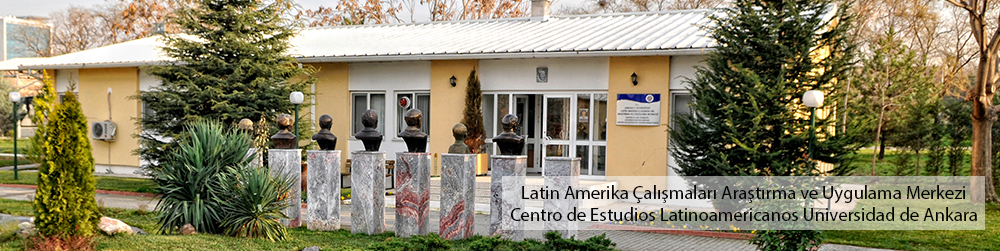 Latin Amerika Çalışmaları Araştırma ve Uygulama Merkezi
Centro de Estudios Latinoamericanos Universidad de Ankara